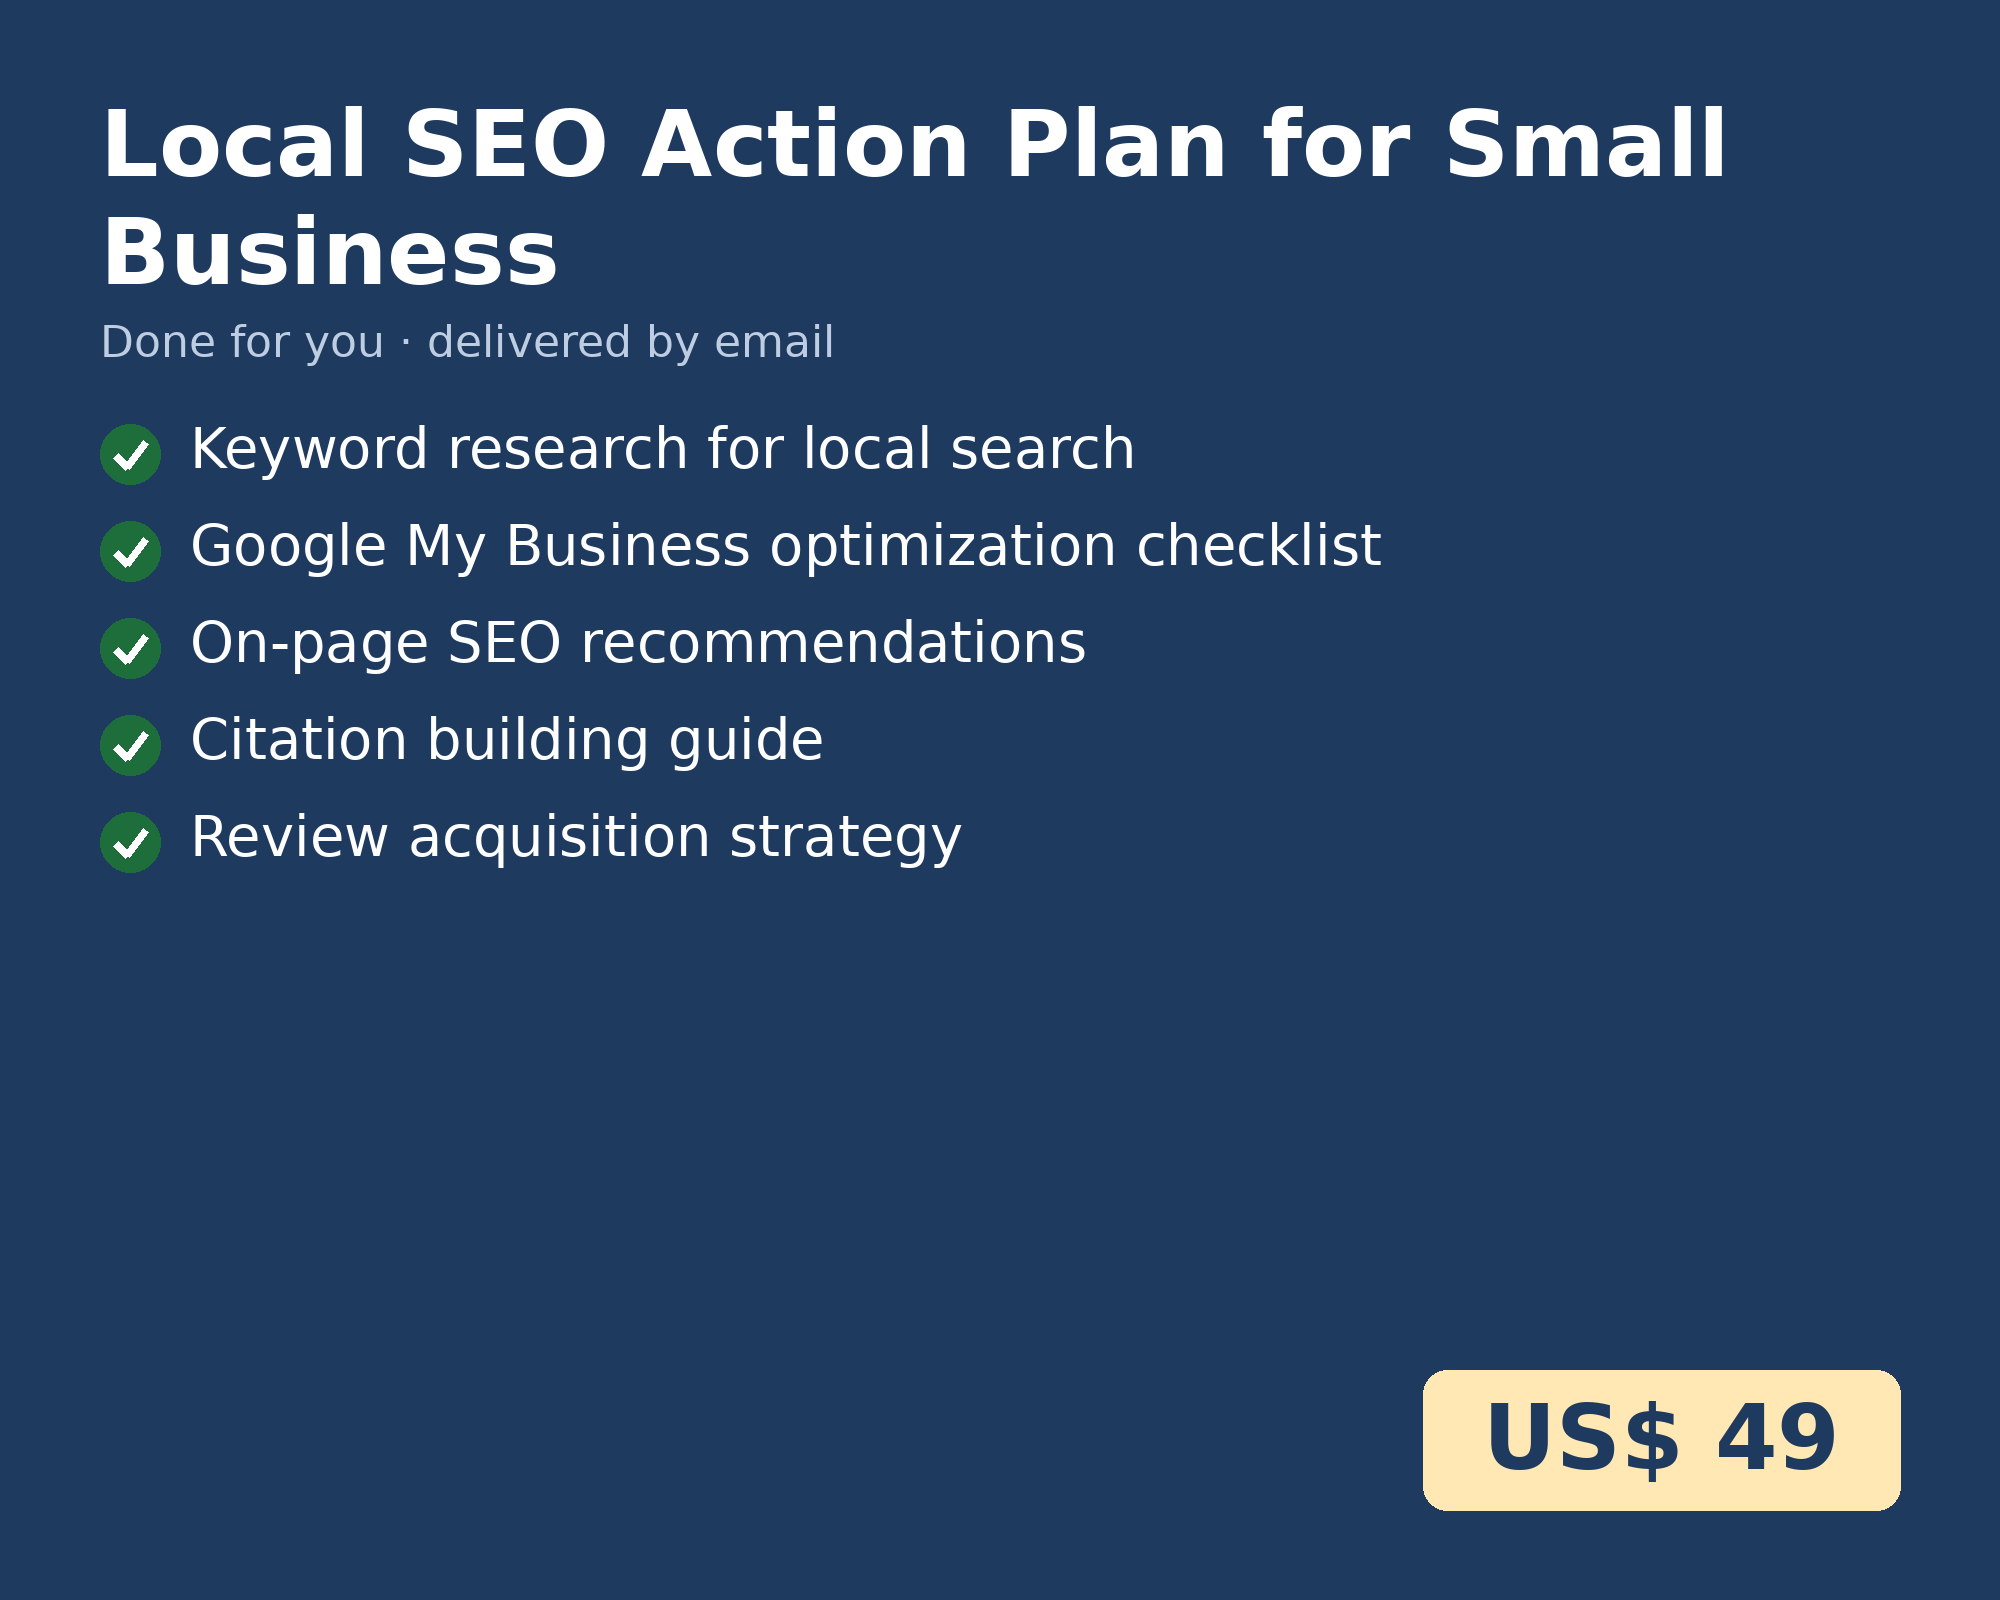 Local SEO Action Plan for Small
Business
Done for you · delivered by email
Keyword research for local search
Google My Business optimization checklist
On-page SEO recommendations
Citation building guide
Review acquisition strategy
US$ 49